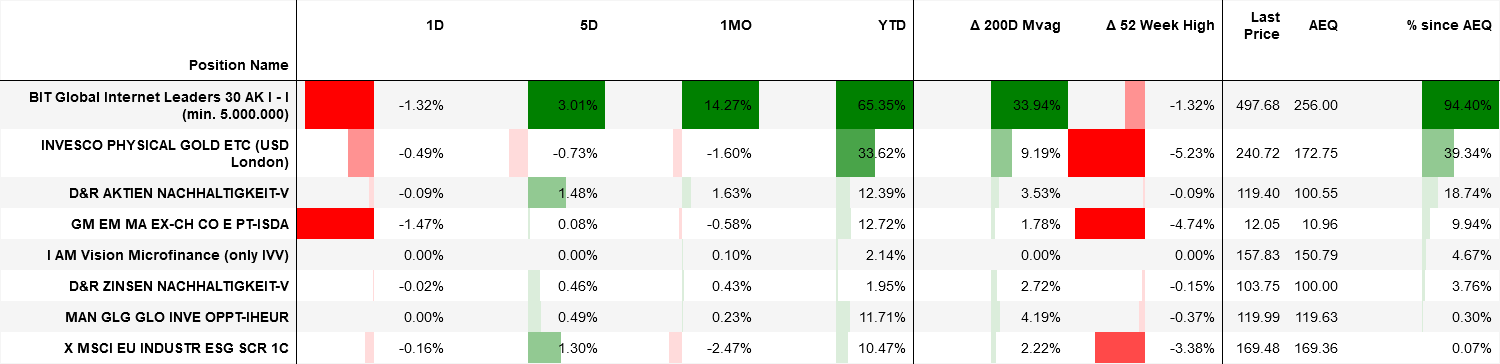 Position Name 1D 5D 1MO YTD Δ 200D Mvag Δ 52 Week High Last Price AEQ % since AEQ
BIT Global Internet Leaders 30 AK I - I
(min. 5.000.000) -1.32% 3.01% 14.27% 65.35% 33.94% -1.32% 497.68 256.00 94.40%
INVESCO PHYSICAL GOLD ETC (USD
London) -0.49% -0.73% -1.60% 33.62% 9.19% -5.23% 240.72 172.75 39.34%
D&R AKTIEN NACHHALTIGKEIT-V -0.09% 1.48% 1.63% 12.39% 3.53% -0.09% 119.40 100.55 18.74%
GM EM MA EX-CH CO E PT-ISDA -1.47% 0.08% -0.58% 12.72% 1.78% -4.74% 12.05 10.96 9.94%
I AM Vision Microfinance (only IVV) 0.00% 0.00% 0.10% 2.14% 0.00% 0.00% 157.83 150.79 4.67%
D&R ZINSEN NACHHALTIGKEIT-V -0.02% 0.46% 0.43% 1.95% 2.72% -0.15% 103.75 100.00 3.76%
MAN GLG GLO INVE OPPT-IHEUR 0.00% 0.49% 0.23% 11.71% 4.19% -0.37% 119.99 119.63 0.30%
X MSCI EU INDUSTR ESG SCR 1C -0.16% 1.30% -2.47% 10.47% 2.22% -3.38% 169.48 169.36 0.07%